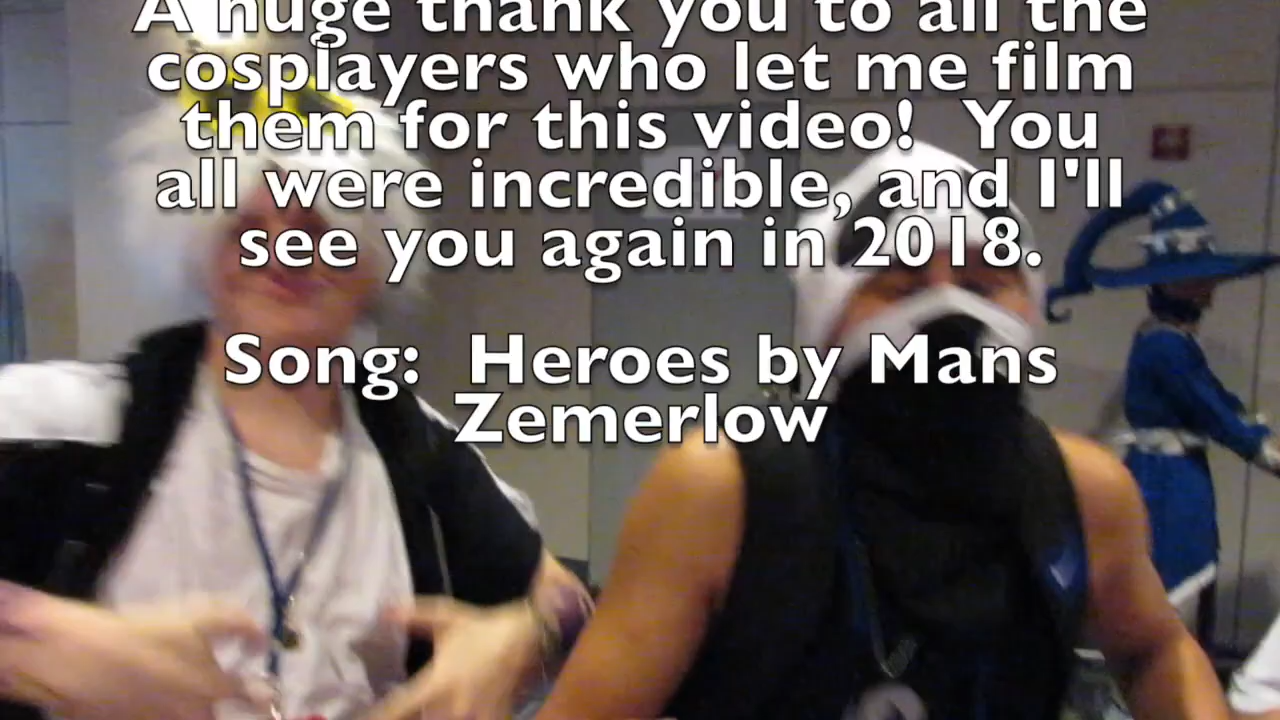 A huge thank you to all the
cosplayers who let me film
them for this video!  You
all were incredible, and I'll
see you again in 2018.
Song:  Heroes by Mans
Zemerlow